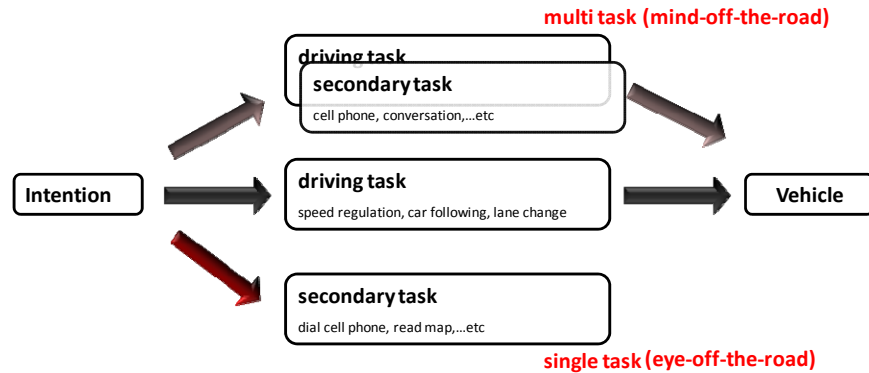 multi task (mind-off-the-road)
driving task
secondary task
cell phone, conversation,...etc
Intention
driving task
speed regulation, car following, lane change
Vehicle
secondary task
dial cell phone, read map,...etc
single task (eye-off-the-road)